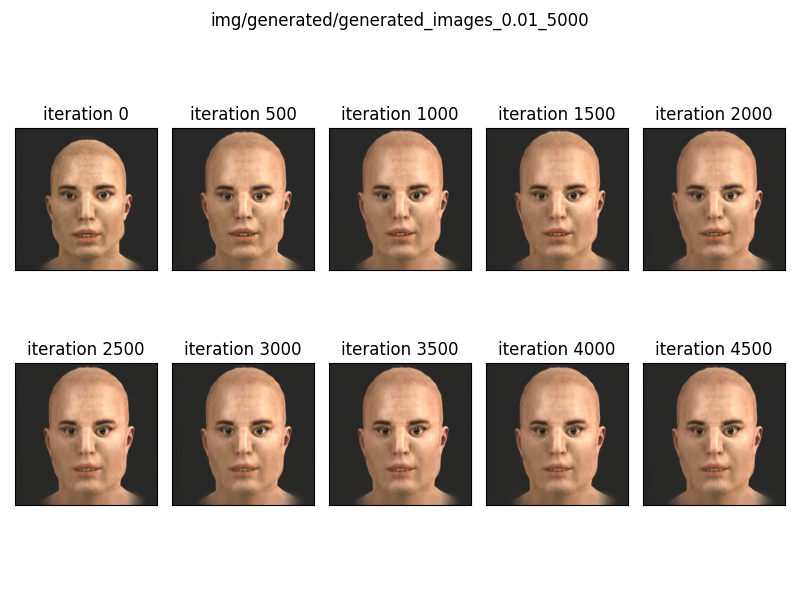 img/generated/generated_images_0.01_5000
iteration 0
iteration 500
iteration 1000
iteration 1500
iteration 2000
iteration 2500
iteration 3000
iteration 3500
iteration 4000
iteration 4500